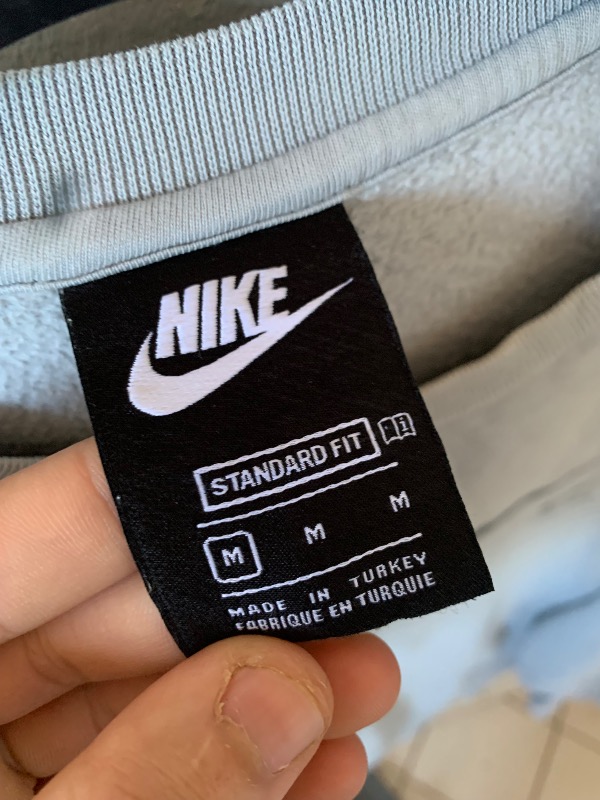 NIKE
STANDARD FIT i
M M M
MADE IN TURKEY
FABRIQUE EN TURQUIE